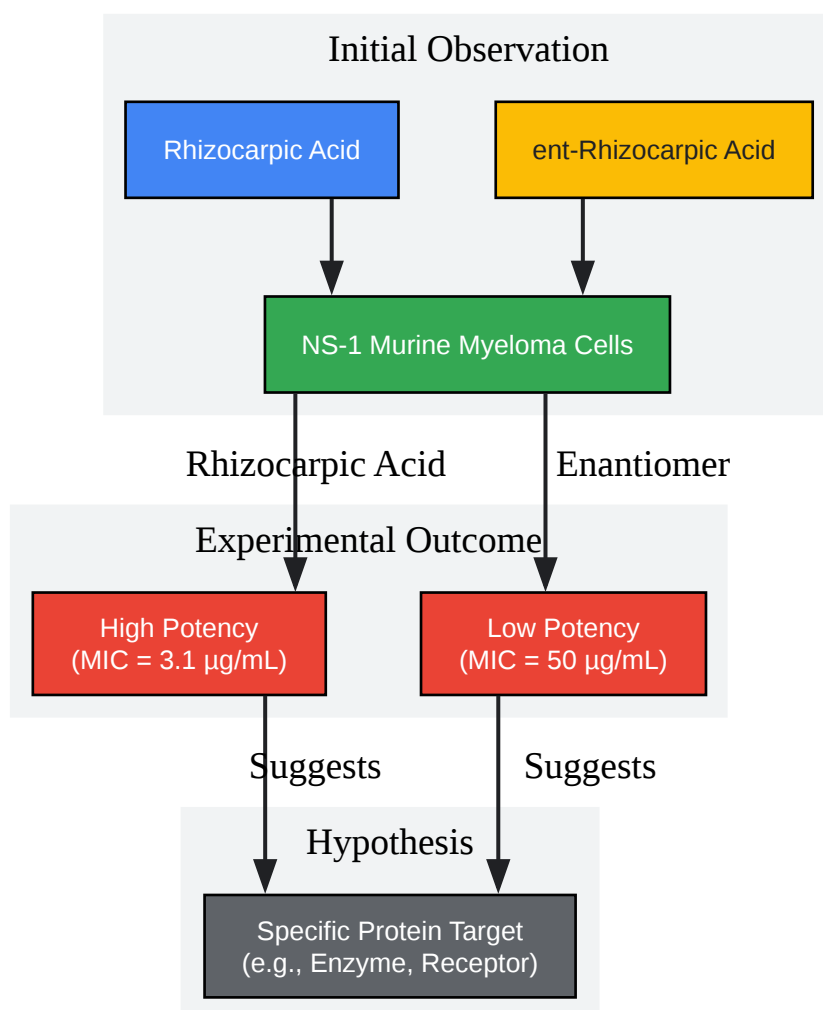 Initial Observation
Rhizocarpic Acid
ent-Rhizocarpic Acid
NS-1 Murine Myeloma Cells
Rhizocarpic Acid
Enantiomer
Experimental Outcome
High Potency
(MIC = 3.1 µg/mL)
Low Potency
(MIC = 50 µg/mL)
Suggests
Suggests
Hypothesis
Specific Protein Target
(e.g., Enzyme, Receptor)